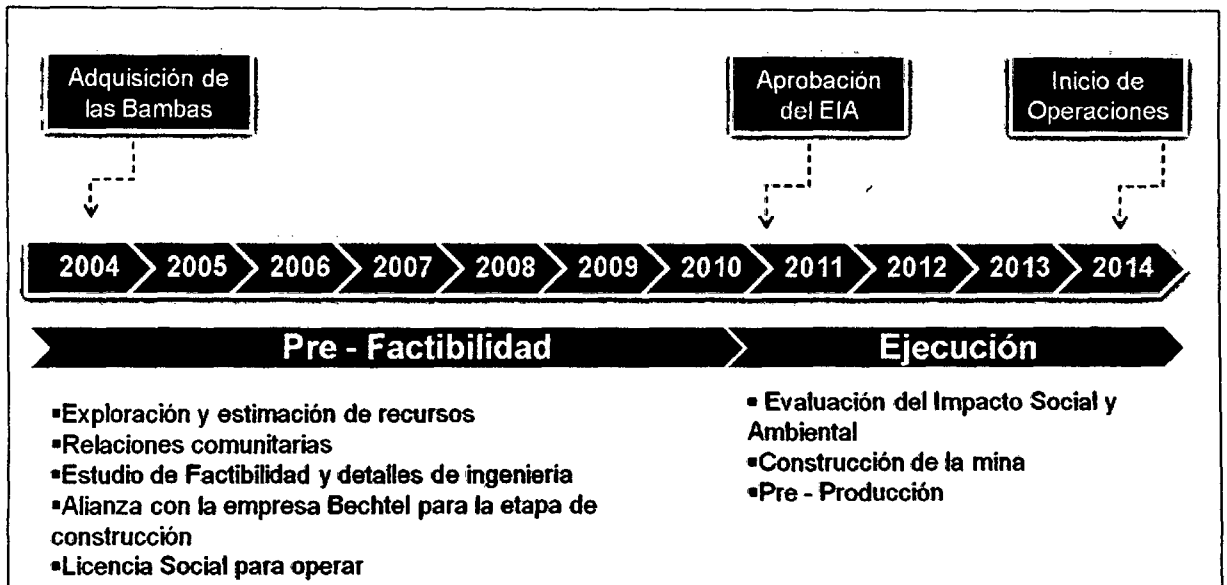 Adquisición de
las Bambas
Aprobación
del EIA
Inicio de
Operaciones
2004 2005 2006 2007 2008 2009 2010 2011 2012 2013 2014
Pre - Factibilidad
Ejecución
▪Exploración y estimación de recursos
▪Relaciones comunitarias
▪Estudio de Factibilidad y detalles de ingeniería
▪Alianza con la empresa Bechtel para la etapa de
construcción
▪Licencia Social para operar
▪ Evaluación del Impacto Social y
Ambiental
▪Construcción de la mina
▪Pre - Producción